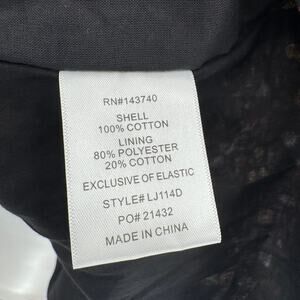 RN#143740
SHELL
100% COTTON
LINING
80% POLYESTER
20% COTTON
EXCLUSIVE OF ELASTIC
STYLE# LJ114D
PO# 21432
MADE IN CHINA